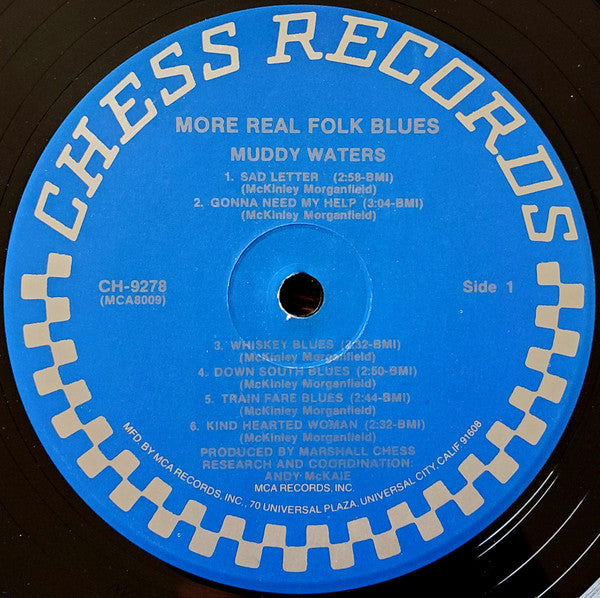 CHESS RECORDS
MORE REAL FOLK BLUES
MUDDY WATERS
1. SAD LETTER (2:58-BMI)
(McKinley Morganfield)
2. GONNA NEED MY HELP (3:04-BMI)
(McKinley Morganfield)
CH-9278
(MCA8009)
Side 1
3. WHISKEY BLUES (2:32-BMI)
(McKinley Morganfield)
4. DOWN SOUTH BLUES (2:50-BMI)
(McKinley Morganfield)
5. TRAIN FARE BLUES (2:44-BMI)
(McKinley Morganfield)
6. KIND HEARTED WOMAN (2:32-BMI)
(McKinley Morganfield)
PRODUCED BY MARSHALL CHESS
RESEARCH AND COORDINATION:
ANDY McKAIE
MCA RECORDS, INC.
MFD BY MCA RECORDS, INC., 70 UNIVERSAL PLAZA, UNIVERSAL CITY, CALIF. 91608